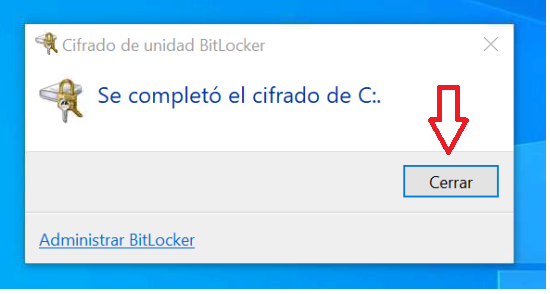 Cifrado de unidad BitLocker
Se completó el cifrado de C:.
Cerrar
Administrar BitLocker